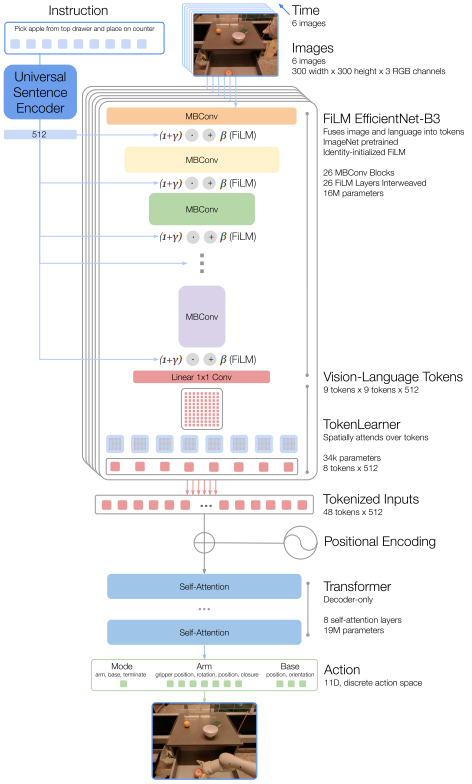 Instruction
Pick apple from top drawer and place on counter
Universal
Sentence
Encoder
512
Time
6 images
Images
6 images
300 width x 300 height x 3 RGB channels
MBConv
(1+γ) · + β (FiLM)
MBConv
(1+γ) · + β (FiLM)
MBConv
(1+γ) · + β (FiLM)
MBConv
(1+γ) · + β (FiLM)
Linear 1x1 Conv
FiLM EfficientNet-B3
Fuses image and language into tokens
ImageNet pretrained
Identity-initialized FiLM
26 MBConv Blocks
26 FiLM Layers Interweaved
16M parameters
Vision-Language Tokens
9 tokens x 9 tokens x 512
TokenLearner
Spatially attends over tokens
34k parameters
8 tokens x 512
Tokenized Inputs
48 tokens x 512
Positional Encoding
Self-Attention
Self-Attention
Transformer
Decoder-only
8 self-attention layers
19M parameters
Mode
arm, base, terminate
Arm
gripper position, rotation, position, closure
Base
position, orientation
Action
11D, discrete action space